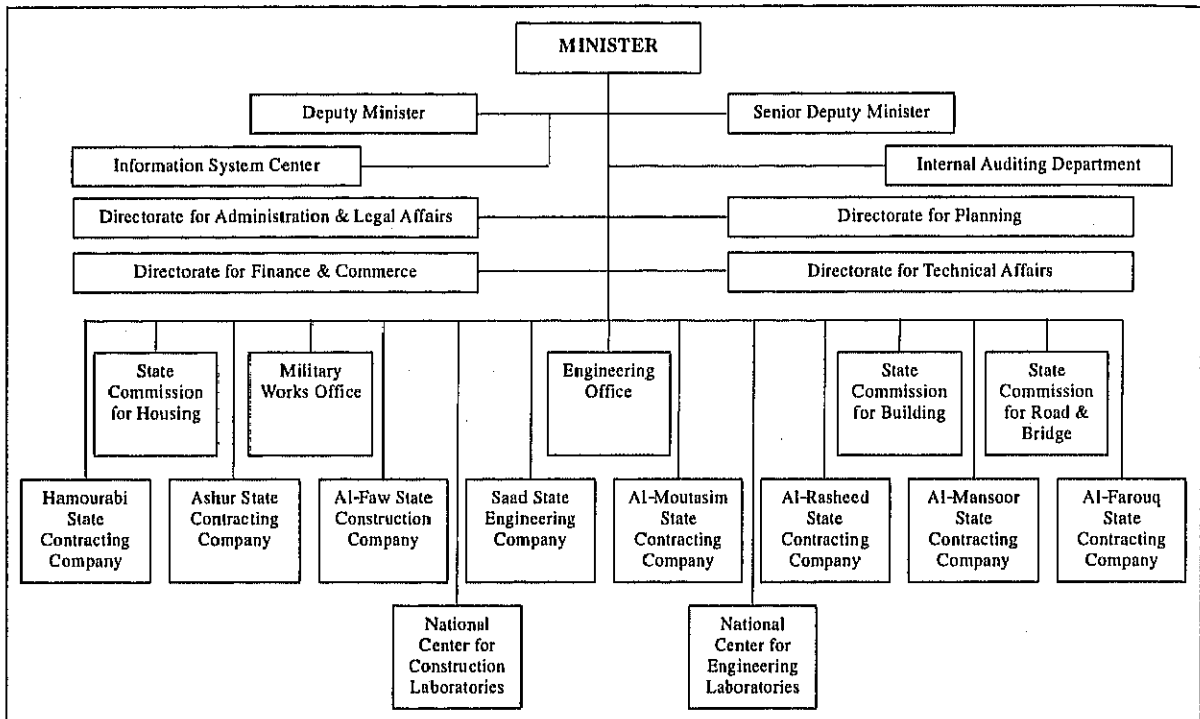 MINISTER
Deputy Minister
Senior Deputy Minister
Information System Center
Internal Auditing Department
Directorate for Administration & Legal Affairs
Directorate for Planning
Directorate for Finance & Commerce
Directorate for Technical Affairs
State
Commission
for Housing
Military
Works Office
Engineering
Office
State
Commission
for Building
State
Commission
for Road &
Bridge
Hamourabi
State
Contracting
Company
Ashur State
Contracting
Company
Al-Faw State
Construction
Company
Saad State
Engineering
Company
Al-Moutasim
State
Contracting
Company
Al-Rasheed
State
Contracting
Company
Al-Mansoor
State
Contracting
Company
Al-Farouq
State
Contracting
Company
National
Center for
Construction
Laboratories
National
Center for
Engineering
Laboratories